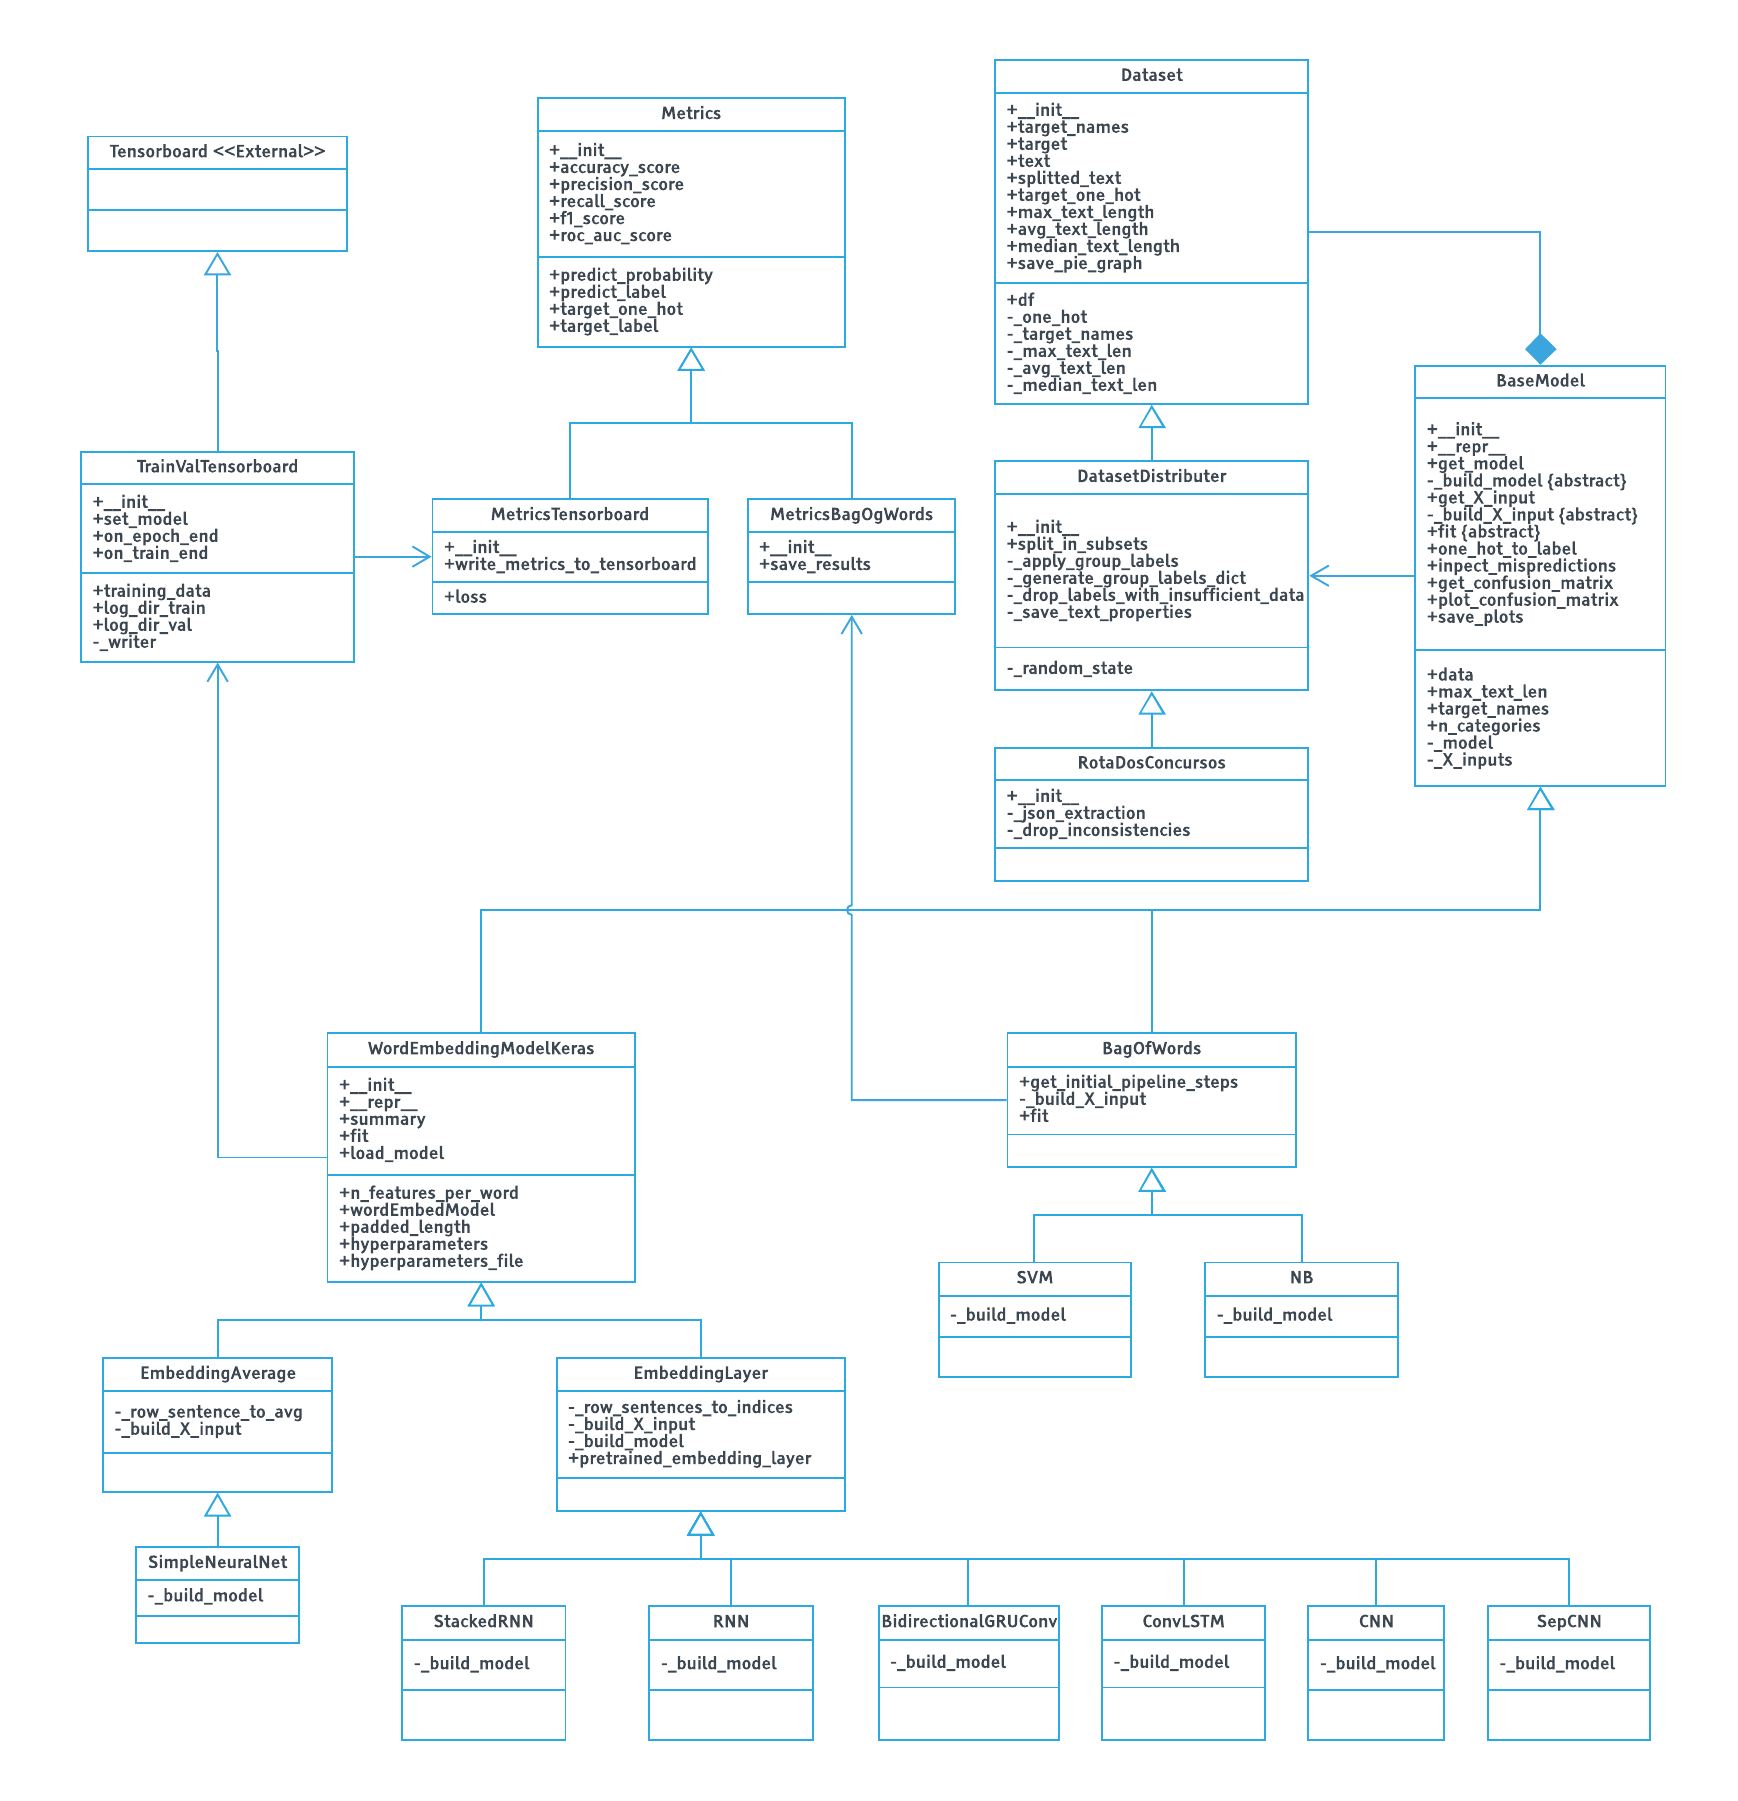 Dataset
+__init__
+target_names
+target
+text
+splitted_text
+target_one_hot
+max_text_length
+avg_text_length
+median_text_length
+save_pie_graph
+df
-_one_hot
-_target_names
-_max_text_len
-_avg_text_len
-_median_text_len
Metrics
+__init__
+accuracy_score
+precision_score
+recall_score
+f1_score
+roc_auc_score
+predict_probability
+predict_label
+target_one_hot
+target_label
Tensorboard <<External>>
BaseModel
+__init__
+__repr__
+get_model
-_build_model {abstract}
+get_X_input
-_build_X_input {abstract}
+fit {abstract}
+one_hot_to_label
+inpect_mispredictions
+get_confusion_matrix
+plot_confusion_matrix
+save_plots
+data
+max_text_len
+target_names
+n_categories
-_model
-_X_inputs
TrainValTensorboard
+__init__
+set_model
+on_epoch_end
+on_train_end
+training_data
+log_dir_train
+log_dir_val
-_writer
MetricsTensorboard
+__init__
+write_metrics_to_tensorboard
+loss
MetricsBagOgWords
+__init__
+save_results
DatasetDistributer
+__init__
+split_in_subsets
-_apply_group_labels
-_generate_group_labels_dict
-_drop_labels_with_insufficient_data
-_save_text_properties
-_random_state
RotaDosConcursos
+__init__
-_json_extraction
-_drop_inconsistencies
WordEmbeddingModelKeras
+__init__
+__repr__
+summary
+fit
+load_model
+n_features_per_word
+wordEmbedModel
+padded_length
+hyperparameters
+hyperparameters_file
BagOfWords
+get_initial_pipeline_steps
-_build_X_input
+fit
SVM
-_build_model
NB
-_build_model
EmbeddingAverage
-_row_sentence_to_avg
-_build_X_input
EmbeddingLayer
-_row_sentences_to_indices
-_build_X_input
-_build_model
+pretrained_embedding_layer
SimpleNeuralNet
-_build_model
StackedRNN
-_build_model
RNN
-_build_model
BidirectionalGRUConv
-_build_model
ConvLSTM
-_build_model
CNN
-_build_model
SepCNN
-_build_model